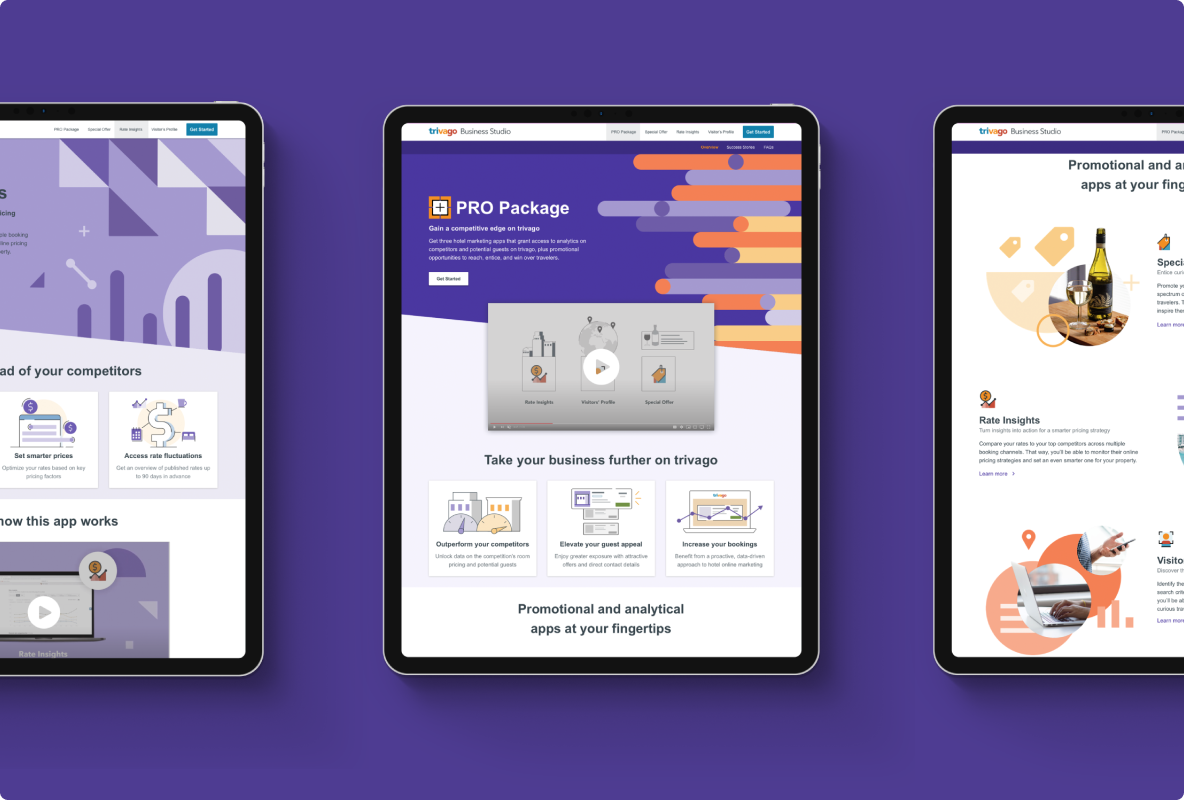 PRO Package
Special Offer
Rate Insights
Visitor's Profile
Get Started
s
icing
ple booking
line pricing
perty.
ad of your competitors
Set smarter prices
Optimize your rates based on key
pricing factors
Access rate fluctuations
Get an overview of published rates up
to 96 days in advance
how this app works
Rate Insights
trivago Business Studio
PRO Package
Special Offer
Rate Insights
Visitor's Profile
Get Started
Overview
Success Stories
FAQs
PRO Package
Gain a competitive edge on trivago
Get three hotel marketing apps that grant access to analytics on
competitors and potential guests on trivago, plus promotional
opportunities to reach, entice, and win over travelers.
Get Started
Rate Insights
Visitors' Profile
Special Offer
Take your business further on trivago
Outperform your competitors
Unlock data on the competition's room
pricing and potential guests
Elevate your guest appeal
Enjoy greater exposure with attractive
offers and direct contact details
trivago
Increase your bookings
Benefit from a proactive, data-driven
approach to hotel online marketing
Promotional and analytical
apps at your fingertips
trivago Business Studio
PRO Packag
Promotional and an
apps at your fing
Specia
Entice curi
Promote yo
spectrum o
travelers. T
inspire the
Learn more
Rate Insights
Turn insights into action for a smarter pricing strategy
Compare your rates to your top competitors across multiple
booking channels. That way, you'll be able to monitor their online
pricing strategies and set an even smarter one for your property.
Learn more
Visito
Discover th
Identify the
search crite
you'll be ab
curious trav
Learn more